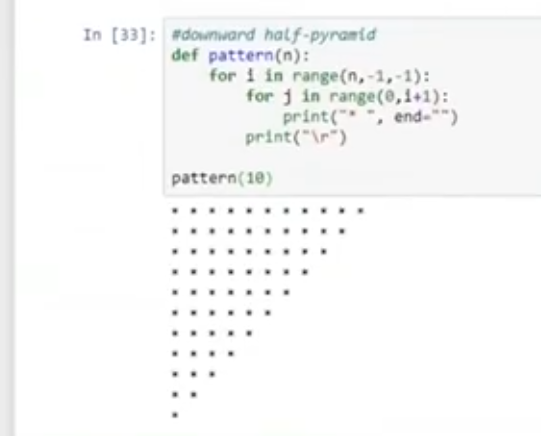 In [33]: #downward half-pyramid
def pattern(n):
    for i in range(n,-1,-1):
        for j in range(0,i+1):
            print("* ", end="")
        print("\r")
pattern(10)
* * * * * * * * * * *
* * * * * * * * * *
* * * * * * * * *
* * * * * * * *
* * * * * * *
* * * * * *
* * * * *
* * * *
* * *
* *
*